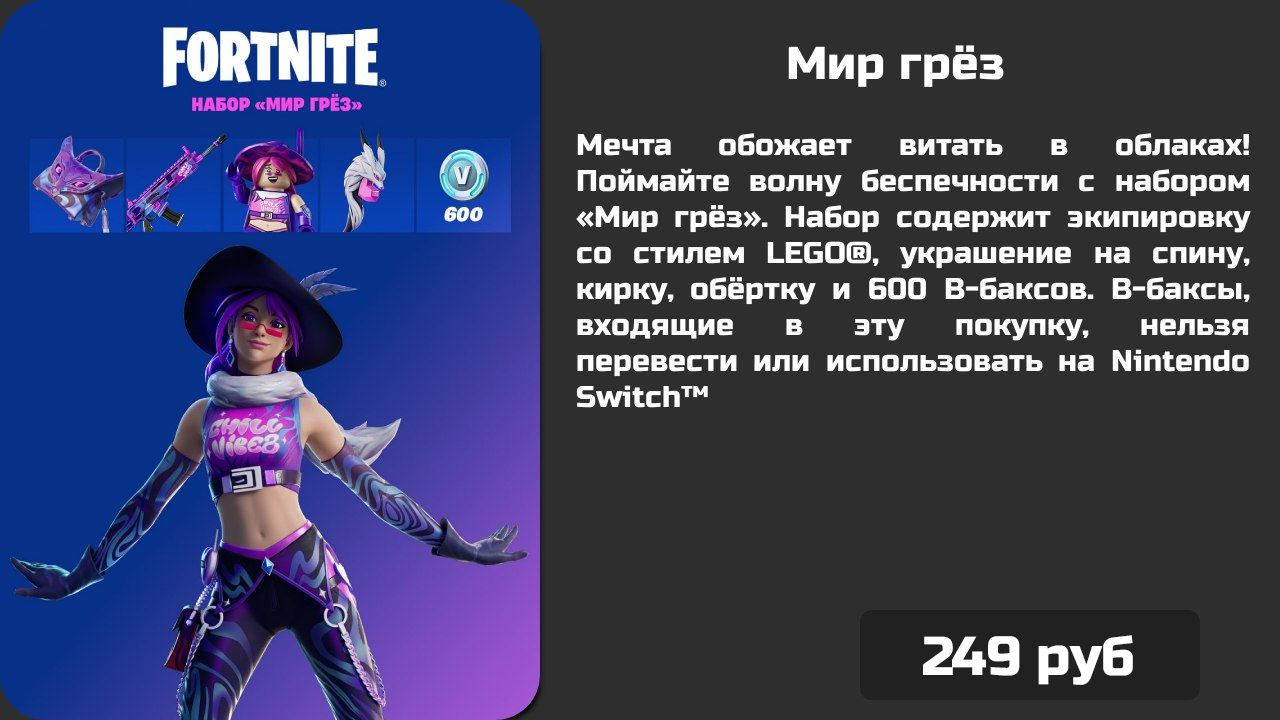 FORTNITE®
НАБОР «МИР ГРЁЗ»
V
600
CHILL
VIBES
Мир грёз
Мечта обожает витать в облаках!
Поймайте волну беспечности с набором
«Мир грёз». Набор содержит экипировку
со стилем LEGO®, украшение на спину,
кирку, обёртку и 600 В-баксов. В-баксы,
входящие в эту покупку, нельзя
перевести или использовать на Nintendo
Switch™
249 руб